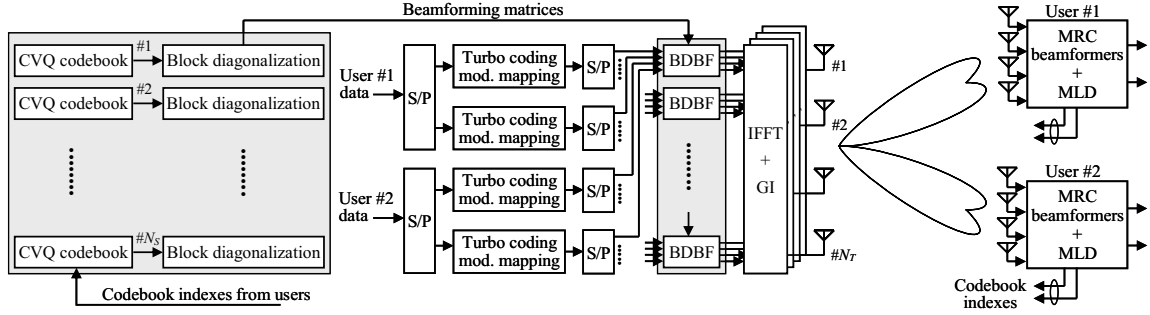 Beamforming matrices
CVQ codebook
#1
Block diagonalization
CVQ codebook
#2
Block diagonalization
CVQ codebook
#N_S
Block diagonalization
Codebook indexes from users
User #1
data
S/P
Turbo coding
mod. mapping
S/P
Turbo coding
mod. mapping
S/P
User #2
data
S/P
Turbo coding
mod. mapping
S/P
Turbo coding
mod. mapping
S/P
BDBF
BDBF
BDBF
IFFT
+
GI
#1
#2
#N_T
User #1
MRC
beamformers
+
MLD
User #2
MRC
beamformers
+
MLD
Codebook
indexes